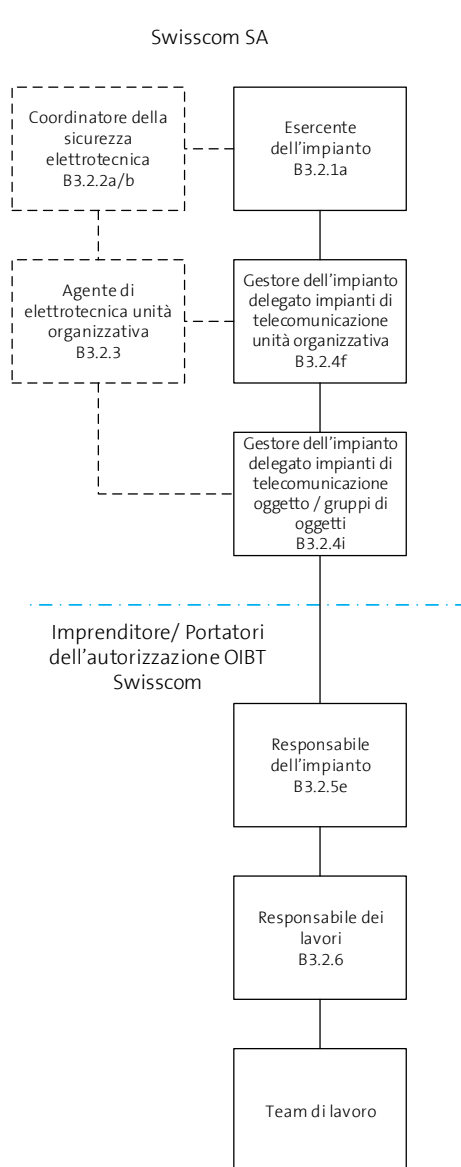 Swisscom SA
Coordinatore della
sicurezza
elettrotecnica
B3.2.2a/b
Esercente
dell'impianto
B3.2.1a
Agente di
elettrotecnica unità
organizzativa
B3.2.3
Gestore dell'impianto
delegato impianti di
telecomunicazione
unità organizzativa
B3.2.4f
Gestore dell'impianto
delegato impianti di
telecomunicazione
oggetto / gruppi di
oggetti
B3.2.4i
Imprenditore/ Portatori
dell'autorizzazione OIBT
Swisscom
Responsabile
dell'impianto
B3.2.5e
Responsabile dei
lavori
B3.2.6
Team di lavoro